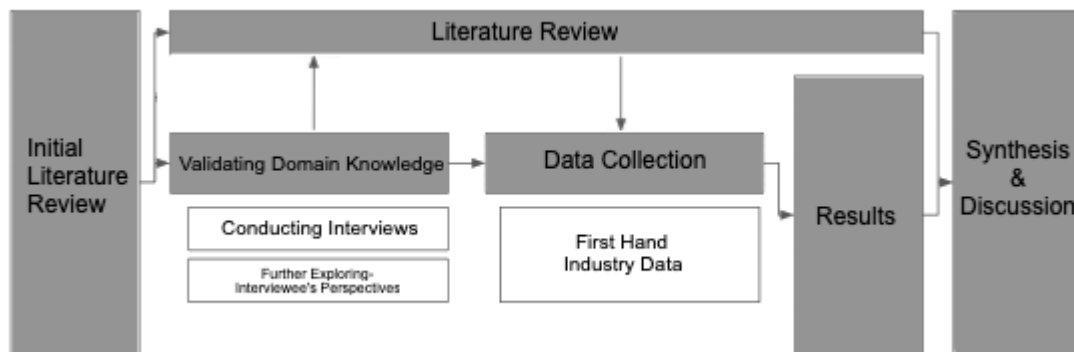 Literature Review
Initial
Literature
Review
Validating Domain Knowledge
Conducting Interviews
Further Exploring-
Interviewee's Perspectives
Data Collection
First Hand
Industry Data
Results
Synthesis
&
Discussion